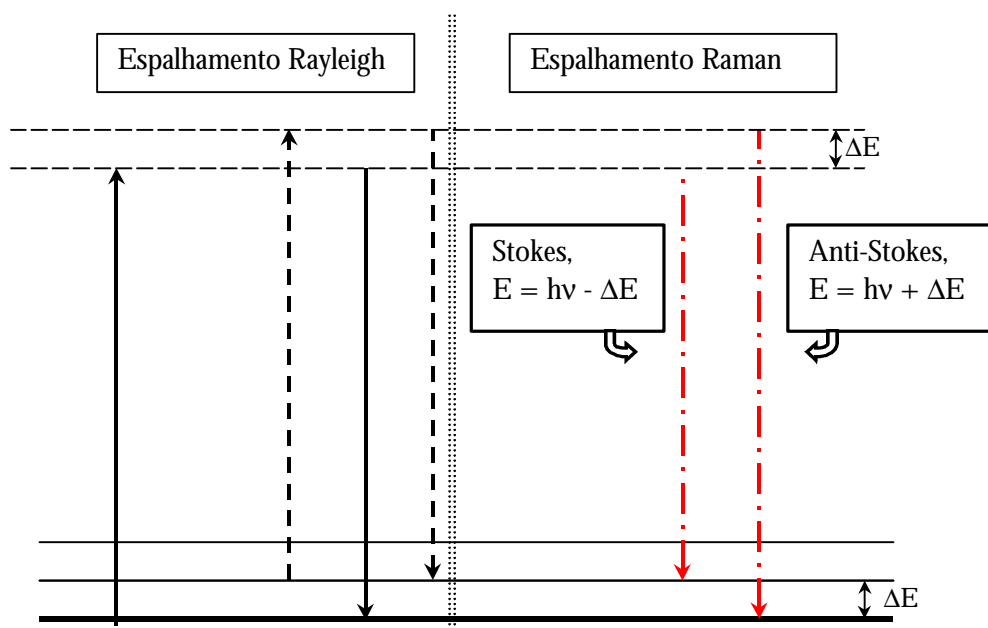 Espalhamento Rayleigh
Espalhamento Raman
ΔE
Stokes,
E = hν - ΔE
Anti-Stokes,
E = hν + ΔE
ΔE